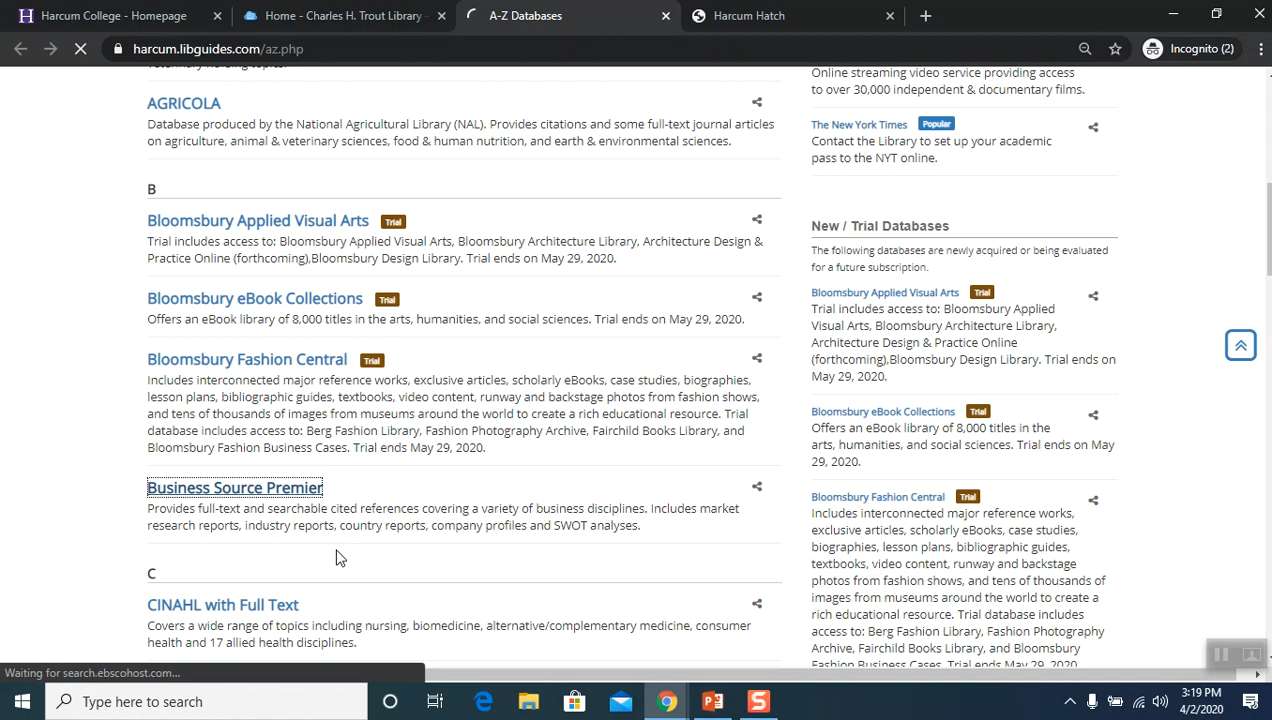 AC College - Homepage
Home - Charles H. Trout Library -
A-Z Databases
Harcum Hatch
harcum.libguides.com/az.php
Incognito (2)
AGRICOLA
Database produced by the National Agricultural Library (NAL). Provides citations and some full-text journal articles
on agriculture, animal & veterinary sciences, food & human nutrition, and earth & environmental sciences.
B
Bloomsbury Applied Visual Arts Trial
Trial includes access to: Bloomsbury Applied Visual Arts, Bloomsbury Architecture Library, Architecture Design &
Practice Online (forthcoming),Bloomsbury Design Library. Trial ends on May 29, 2020.
Bloomsbury eBook Collections Trial
Offers an eBook library of 8,000 titles in the arts, humanities, and social sciences. Trial ends on May 29, 2020.
Bloomsbury Fashion Central Trial
Includes interconnected major reference works, exclusive articles, scholarly eBooks, case studies, biographies,
lesson plans, bibliographic guides, textbooks, video content, runway and backstage photos from fashion shows,
and tens of thousands of images from museums around the world to create a rich educational resource. Trial
database includes access to: Berg Fashion Library, Fashion Photography Archive, Fairchild Books Library, and
Bloomsbury Fashion Business Cases. Trial ends May 29, 2020.
Business Source Premier
Provides full-text and searchable cited references covering a variety of business disciplines. Includes market
research reports, industry reports, country reports, company profiles and SWOT analyses.
C
CINAHL with Full Text
Covers a wide range of topics including nursing, biomedicine, alternative/complementary medicine, consumer
health and 17 allied health disciplines.
Online streaming video service providing access
to over 30,000 independent & documentary films.
The New York Times Popular
Contact the Library to set up your academic
pass to the NYT online.
New / Trial Databases
The following databases are newly acquired or being evaluated
for a future subscription.
Bloomsbury Applied Visual Arts Trial
Trial includes access to: Bloomsbury Applied
Visual Arts, Bloomsbury Architecture Library,
Architecture Design & Practice Online
(forthcoming),Bloomsbury Design Library. Trial ends on
May 29, 2020.
Bloomsbury eBook Collections Trial
Offers an eBook library of 8,000 titles in the
arts, humanities, and social sciences. Trial ends on May
29, 2020.
Bloomsbury Fashion Central Trial
Includes interconnected major reference works,
exclusive articles, scholarly eBooks, case studies,
biographies, lesson plans, bibliographic guides,
textbooks, video content, runway and backstage
photos from fashion shows, and tens of thousands of
images from museums around the world to create a
rich educational resource. Trial database includes
access to: Berg Fashion Library, Fashion Photography
Archive, Fairchild Books Library, and Bloomsbury
Fashion Business Cases. Trial ends May 29, 2020
Waiting for search.ebscohost.com...
Type here to search
3:19 PM
4/2/2020